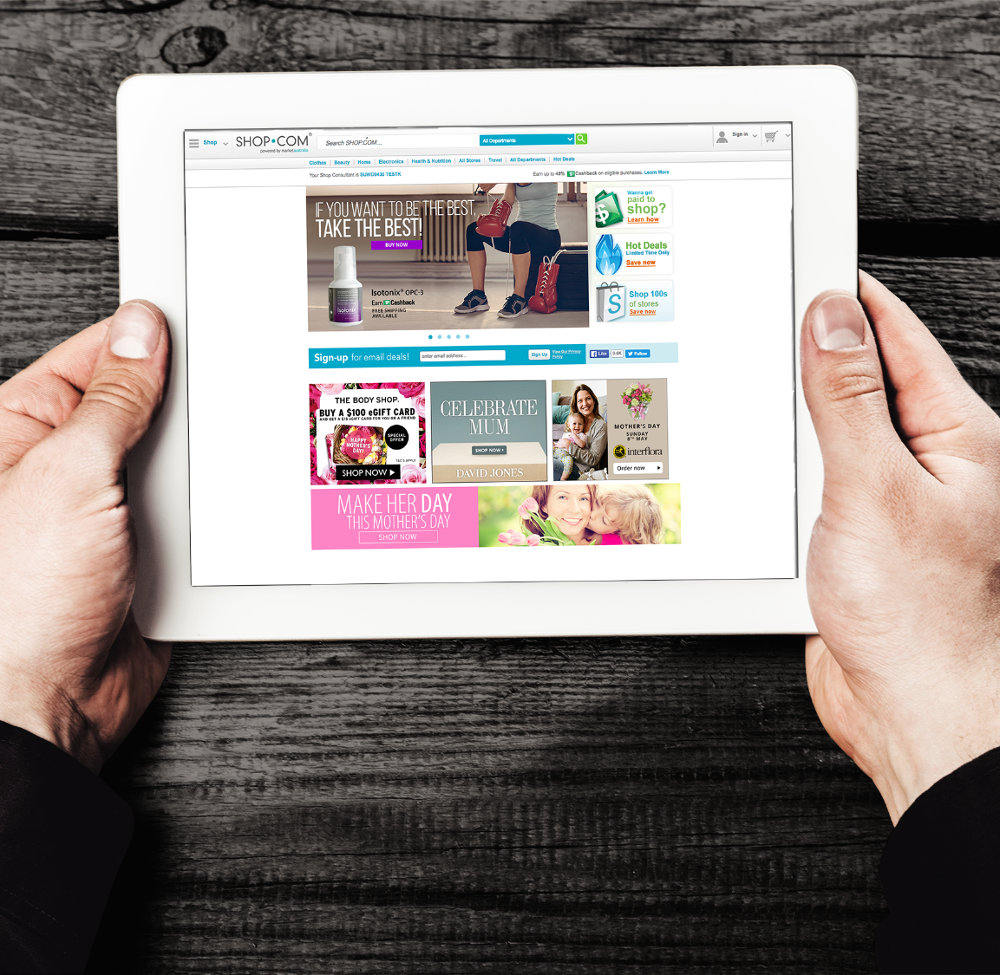 Shop
SHOP•COM®
powered by marketaustralia
Search SHOP.COM...
All Departments
Sign in
Clothes | Beauty | Home | Electronics | Health & Nutrition | All Stores | Travel | All Departments | Hot Deals
Your Shop Consultant is SUWD9430 TESTK
Earn up to 40% Cashback on eligible purchases. Learn More
IF YOU WANT TO BE THE BEST,
TAKE THE BEST!
BUY NOW
Isotonix
Isotonix® OPC-3
Earn Cashback
FREE SHIPPING
AVAILABLE
Wanna get
paid to
shop?
Learn how
Hot Deals
Limited Time Only
Save now
S
Shop 100s
of stores
Save now
Sign-up for email deals!
enter email address...
Sign Up
View Our Privacy
Policy
Like
9.6K
Follow
THE BODY SHOP.
BUY A $100 eGIFT CARD
AND GET A $15 eGIFT CARD FOR YOU OR A FRIEND
HAPPY
MOTHER'S
DAY!
SPECIAL
OFFER
T&C'S APPLY
SHOP NOW
CELEBRATE
MUM
SHOP NOW
DAVID JONES
MOTHER'S DAY
SUNDAY
8TH MAY
interflora
Order now
MAKE HER DAY
THIS MOTHER'S DAY
SHOP NOW